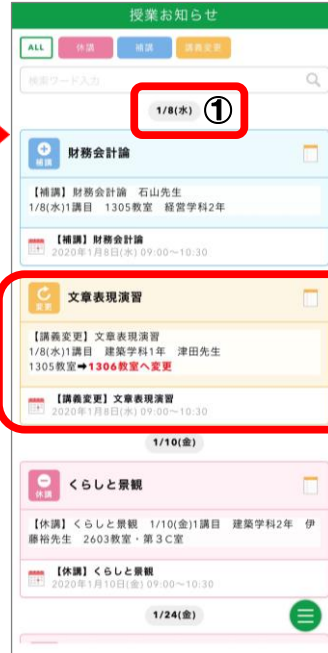 授業お知らせ
ALL 休講 補講 講義変更
検索ワード入力
1/8(水) ①
補講 財務会計論
【補講】財務会計論 石山先生
1/8(水)1講目 1305教室 経営学科2年
【補講】財務会計論
2020年1月8日(水) 09:00~10:30
変更 文章表現演習
【講義変更】文章表現演習
1/8(水)1講目 建築学科1年 津田先生
1305教室➡1306教室へ変更
【講義変更】文章表現演習
2020年1月8日(水) 09:00~10:30
1/10(金)
休講 くらしと景観
【休講】くらしと景観 1/10(金)1講目 建築学科2年 伊
藤裕先生 2603教室・第3C室
【休講】くらしと景観
2020年1月10日(金) 09:00~10:30
1/24(金)